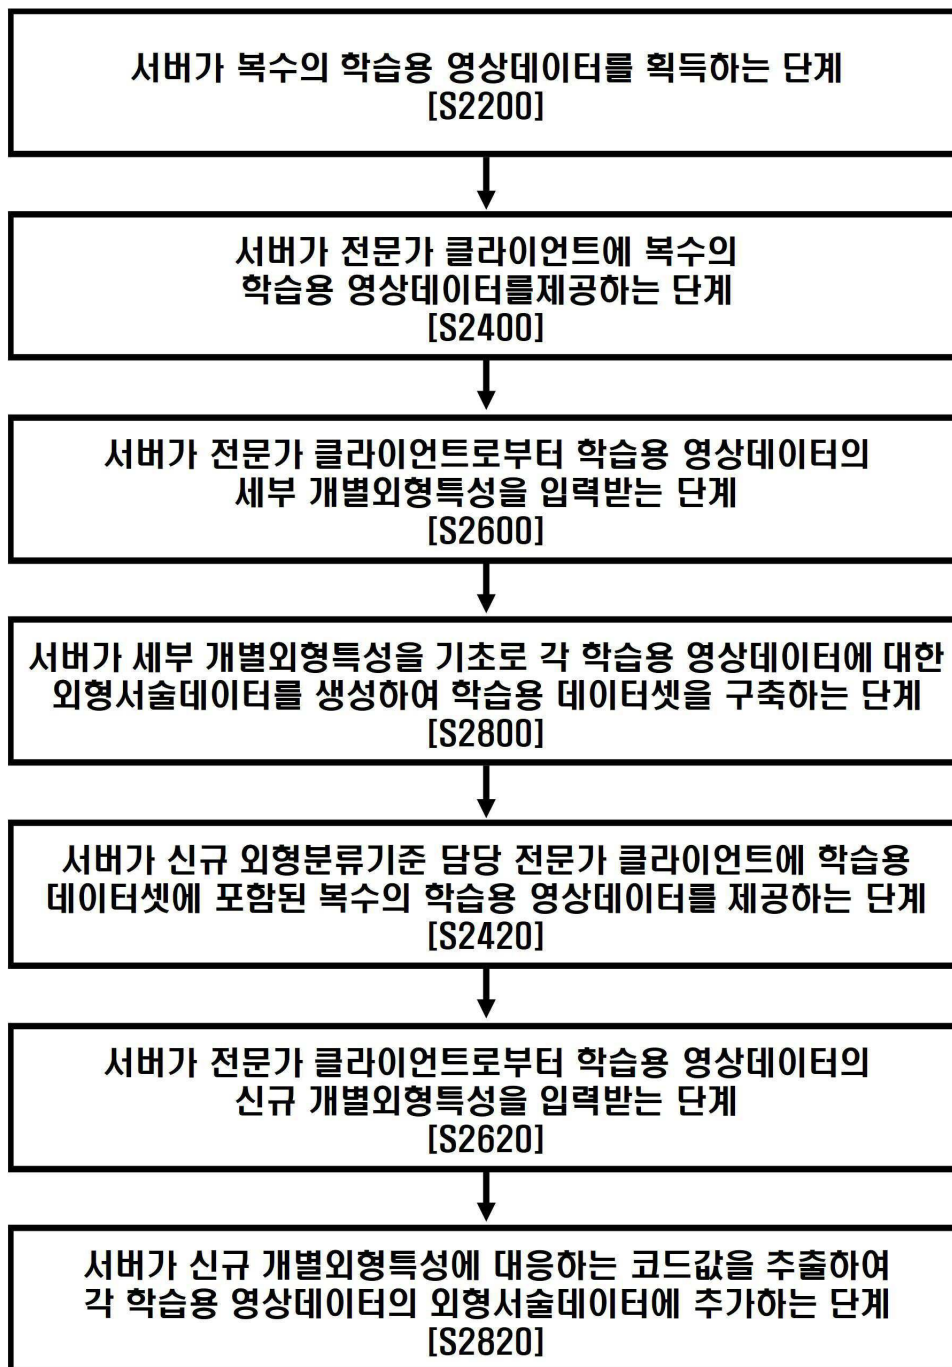 서버가 복수의 학습용 영상데이터를 획득하는 단계
[S2200]
서버가 전문가 클라이언트에 복수의
학습용 영상데이터를제공하는 단계
[S2400]
서버가 전문가 클라이언트로부터 학습용 영상데이터의
세부 개별외형특성을 입력받는 단계
[S2600]
서버가 세부 개별외형특성을 기초로 각 학습용 영상데이터에 대한
외형서술데이터를 생성하여 학습용 데이터셋을 구축하는 단계
[S2800]
서버가 신규 외형분류기준 담당 전문가 클라이언트에 학습용
데이터셋에 포함된 복수의 학습용 영상데이터를 제공하는 단계
[S2420]
서버가 전문가 클라이언트로부터 학습용 영상데이터의
신규 개별외형특성을 입력받는 단계
[S2620]
서버가 신규 개별외형특성에 대응하는 코드값을 추출하여
각 학습용 영상데이터의 외형서술데이터에 추가하는 단계
[S2820]